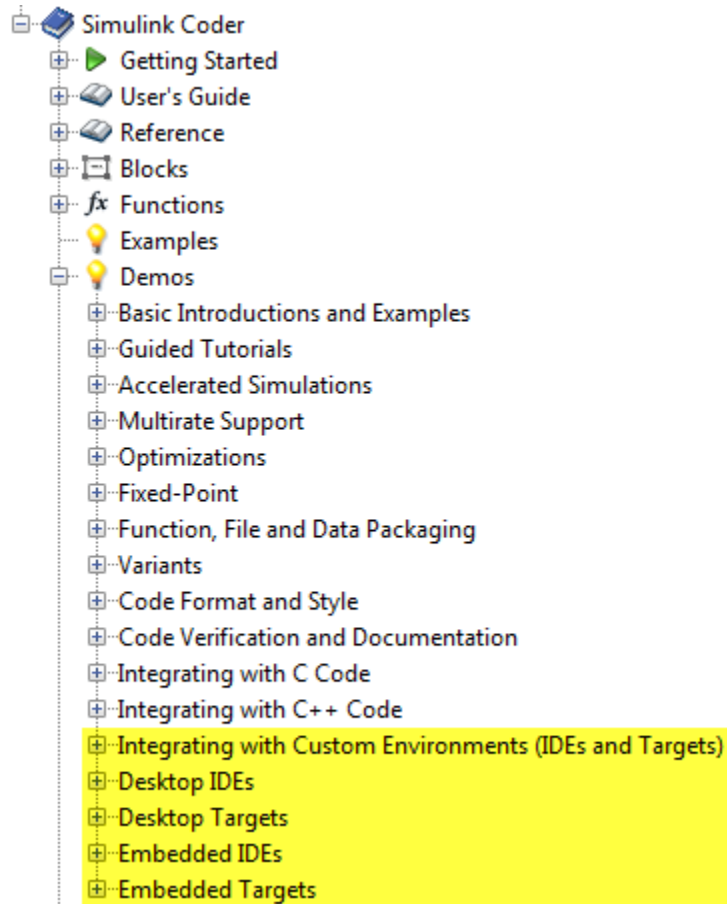 Simulink Coder
Getting Started
User's Guide
Reference
Blocks
fx Functions
Examples
Demos
Basic Introductions and Examples
Guided Tutorials
Accelerated Simulations
Multirate Support
Optimizations
Fixed-Point
Function, File and Data Packaging
Variants
Code Format and Style
Code Verification and Documentation
Integrating with C Code
Integrating with C++ Code
Integrating with Custom Environments (IDEs and Targets)
Desktop IDEs
Desktop Targets
Embedded IDEs
Embedded Targets